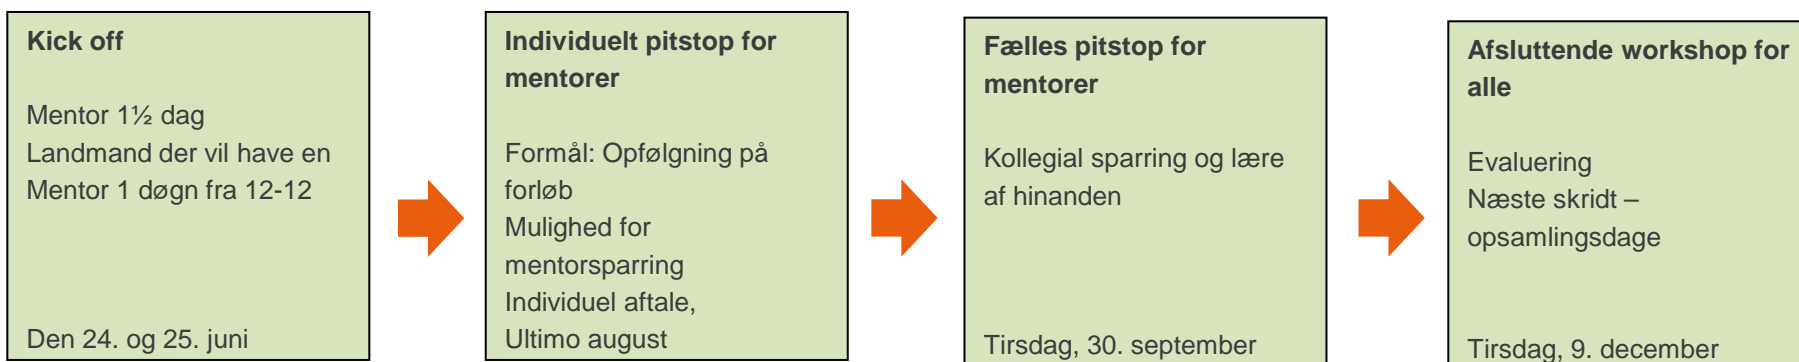 Kick off
Mentor 1½ dag
Landmand der vil have en
Mentor 1 døgn fra 12-12
Den 24. og 25. juni
Individuelt pitstop for
mentorer
Formål: Opfølgning på
forløb
Mulighed for
mentorsparring
Individuel aftale,
Ultimo august
Fælles pitstop for
mentorer
Kollegial sparring og lære
af hinanden
Tirsdag, 30. september
Afsluttende workshop for
alle
Evaluering
Næste skridt –
opsamlingsdage
Tirsdag, 9. december